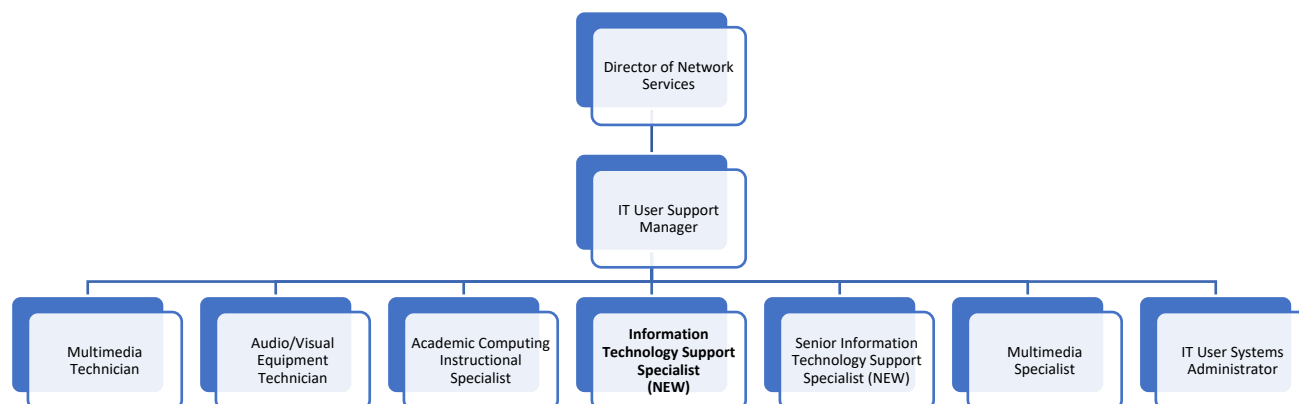 Director of Network
Services
IT User Support
Manager
Multimedia
Technician
Audio/Visual
Equipment
Technician
Academic Computing
Instructional
Specialist
Information
Technology Support
Specialist
(NEW)
Senior Information
Technology Support
Specialist (NEW)
Multimedia
Specialist
IT User Systems
Administrator